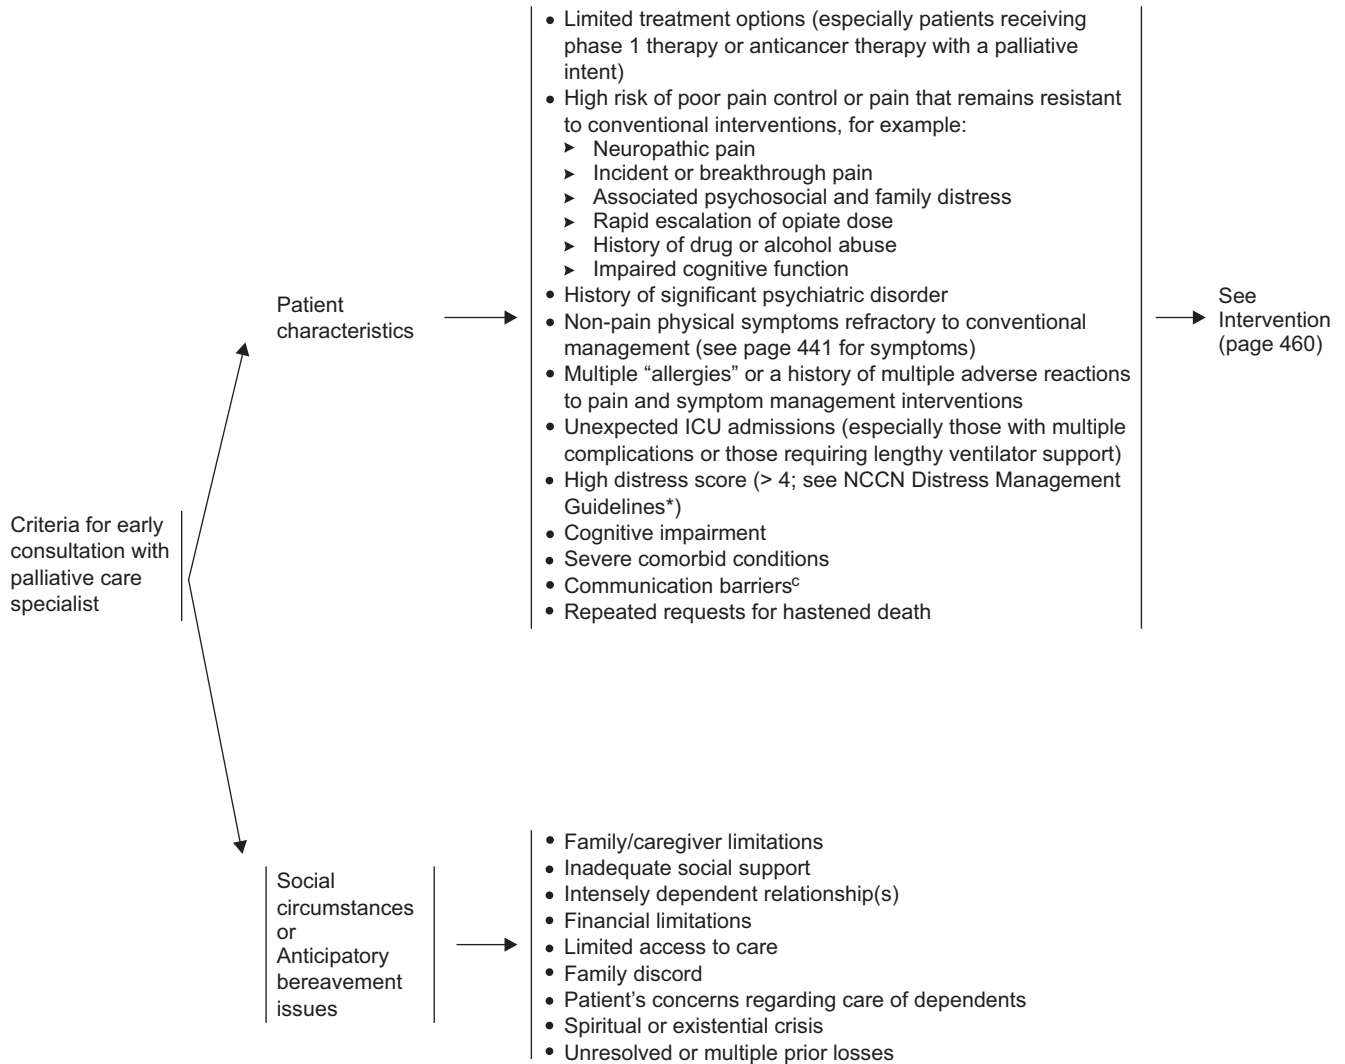 Criteria for early
consultation with
palliative care
specialist
Patient
characteristics
• Limited treatment options (especially patients receiving
phase 1 therapy or anticancer therapy with a palliative
intent)
• High risk of poor pain control or pain that remains resistant
to conventional interventions, for example:
➤ Neuropathic pain
➤ Incident or breakthrough pain
➤ Associated psychosocial and family distress
➤ Rapid escalation of opiate dose
➤ History of drug or alcohol abuse
➤ Impaired cognitive function
• History of significant psychiatric disorder
• Non-pain physical symptoms refractory to conventional
management (see page 441 for symptoms)
• Multiple “allergies” or a history of multiple adverse reactions
to pain and symptom management interventions
• Unexpected ICU admissions (especially those with multiple
complications or those requiring lengthy ventilator support)
• High distress score (> 4; see NCCN Distress Management
Guidelines*)
• Cognitive impairment
• Severe comorbid conditions
• Communication barriersᶜ
• Repeated requests for hastened death
See
Intervention
(page 460)
Social
circumstances
or
Anticipatory
bereavement
issues
• Family/caregiver limitations
• Inadequate social support
• Intensely dependent relationship(s)
• Financial limitations
• Limited access to care
• Family discord
• Patient’s concerns regarding care of dependents
• Spiritual or existential crisis
• Unresolved or multiple prior losses